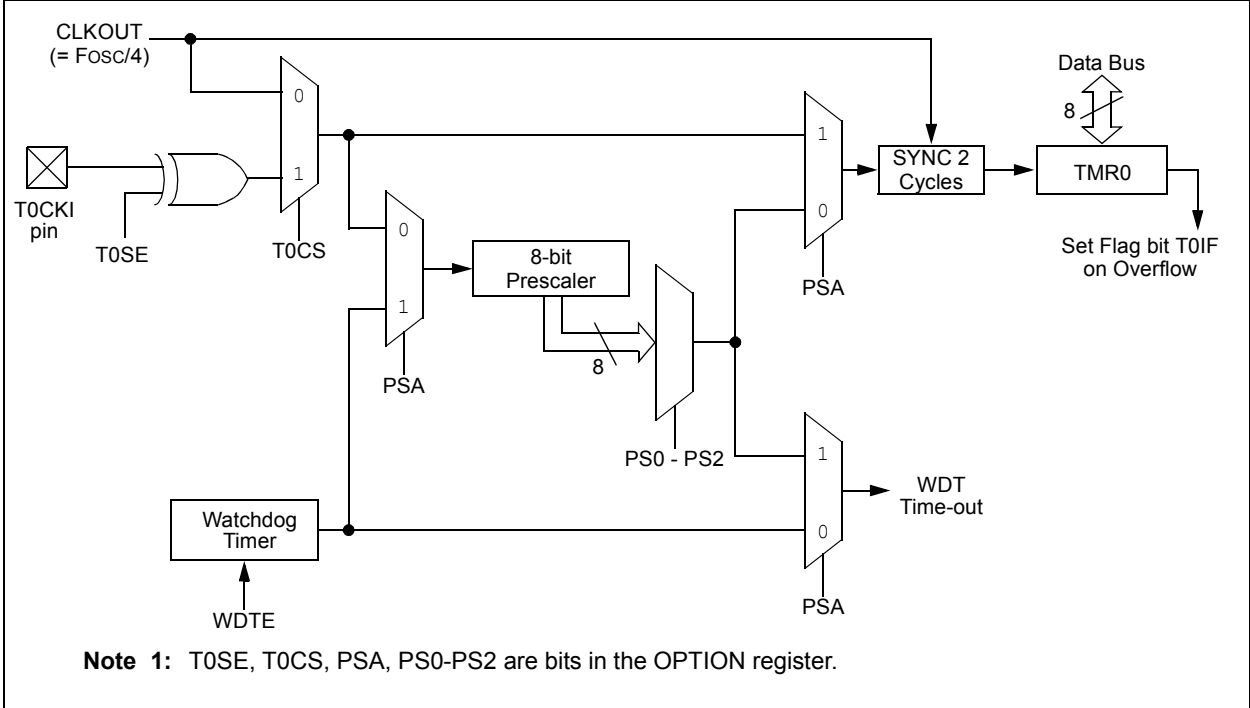 CLKOUT
(= FOSC/4)
T0CKI
pin
T0SE
0
1
T0CS
0
1
PSA
8-bit
Prescaler
8
PS0 - PS2
1
0
PSA
SYNC 2
Cycles
Data Bus
8
TMR0
Set Flag bit T0IF
on Overflow
Watchdog
Timer
WDTE
1
0
PSA
WDT
Time-out
Note 1: T0SE, T0CS, PSA, PS0-PS2 are bits in the OPTION register.